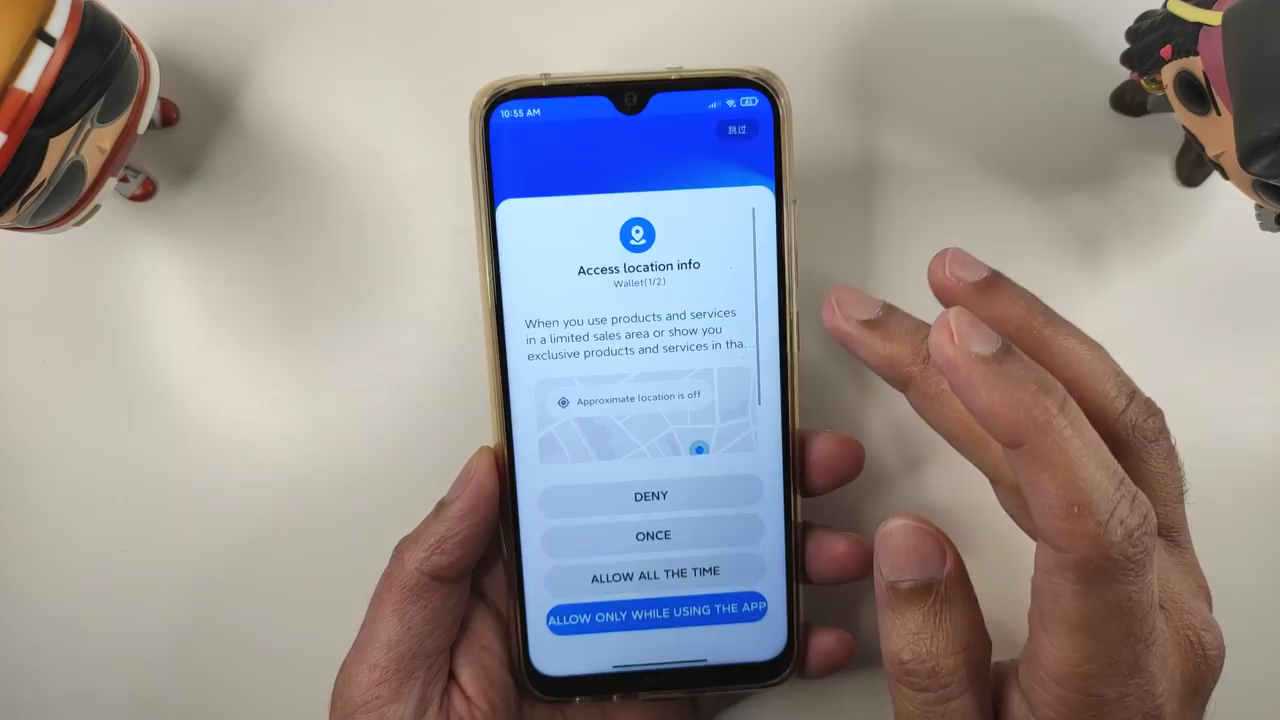 10:55 AM
41
跳过
Access location info
Wallet(1/2)
When you use products and services
in a limited sales area or show you
exclusive products and services in tha...
Approximate location is off
DENY
ONCE
ALLOW ALL THE TIME
ALLOW ONLY WHILE USING THE APP